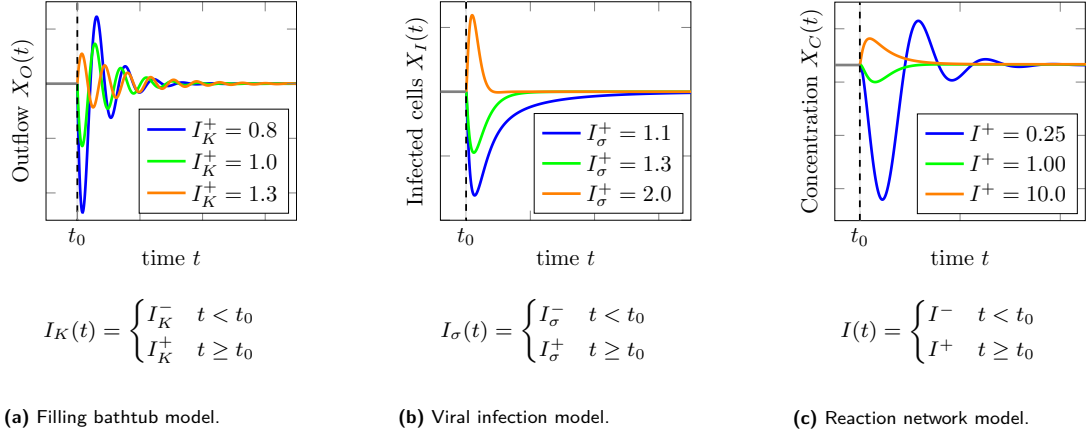 Outflow X_O(t)
I_K^+ = 0.8
I_K^+ = 1.0
I_K^+ = 1.3
t_0
time t
I_K(t) = { I_K^-   t < t_0
I_K^+   t ≥ t_0
(a) Filling bathtub model.
Infected cells X_I(t)
I_σ^+ = 1.1
I_σ^+ = 1.3
I_σ^+ = 2.0
t_0
time t
I_σ(t) = { I_σ^-   t < t_0
I_σ^+   t ≥ t_0
(b) Viral infection model.
Concentration X_C(t)
I^+ = 0.25
I^+ = 1.00
I^+ = 10.0
t_0
time t
I(t) = { I^-   t < t_0
I^+   t ≥ t_0
(c) Reaction network model.